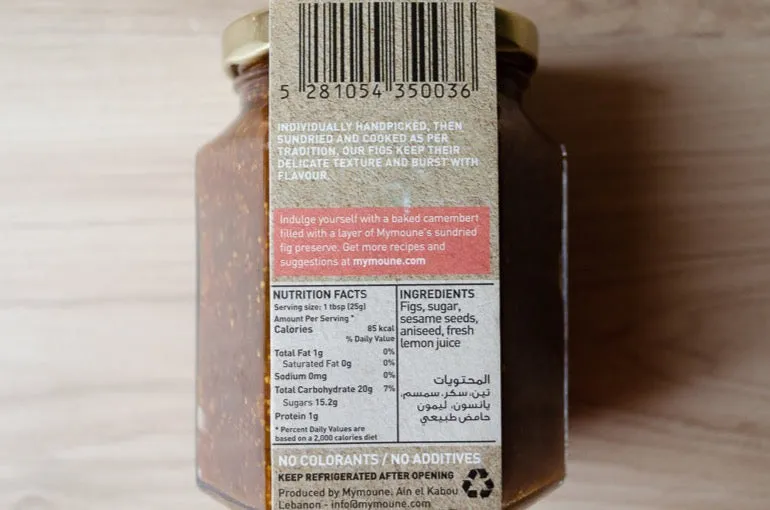 5 281054 350036
INDIVIDUALLY HANDPICKED, THEN
SUNDRIED AND COOKED AS PER
TRADITION, OUR FIGS KEEP THEIR
DELICATE TEXTURE AND BURST WITH
FLAVOUR.
Indulge yourself with a baked camembert
filled with a layer of Mymoune's sundried
fig preserve. Get more recipes and
suggestions at mymoune.com
NUTRITION FACTS
Serving size: 1 tbsp (25g)
Amount Per Serving *
Calories 85 kcal
% Daily Value
Total Fat 1g 0%
Saturated Fat 0g 0%
Sodium 0mg 0%
Total Carbohydrate 20g 7%
Sugars 15.2g
Protein 1g
* Percent Daily Values are
based on a 2,000 calories diet
INGREDIENTS
Figs, sugar,
sesame seeds,
aniseed, fresh
lemon juice
المحتويات
تين، سكر، سمسم،
يانسون، ليمون
حامض طبيعي
NO COLORANTS / NO ADDITIVES
KEEP REFRIGERATED AFTER OPENING
Produced by Mymoune, Ain el Kabou
Lebanon - info@mymoune.com